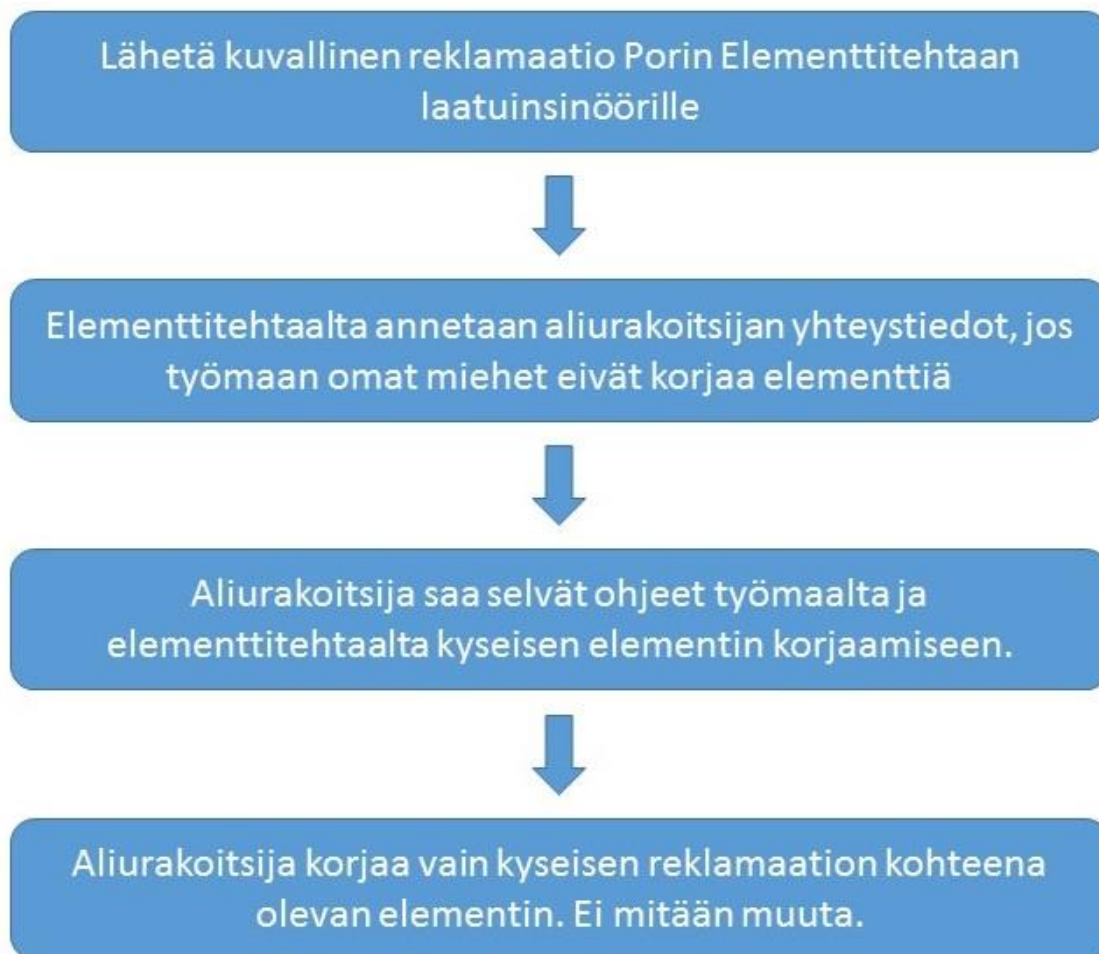 Lähetä kuvallinen reklamaatio Porin Elementtitehtaan
laatuinsinöörille
Elementtitehtaalta annetaan aliurakoitsijan yhteystiedot, jos
työmaan omat miehet eivät korjaa elementtiä
Aliurakoitsija saa selvät ohjeet työmaalta ja
elementtitehtaalta kyseisen elementin korjaamiseen.
Aliurakoitsija korjaa vain kyseisen reklamaation kohteena
olevan elementin. Ei mitään muuta.